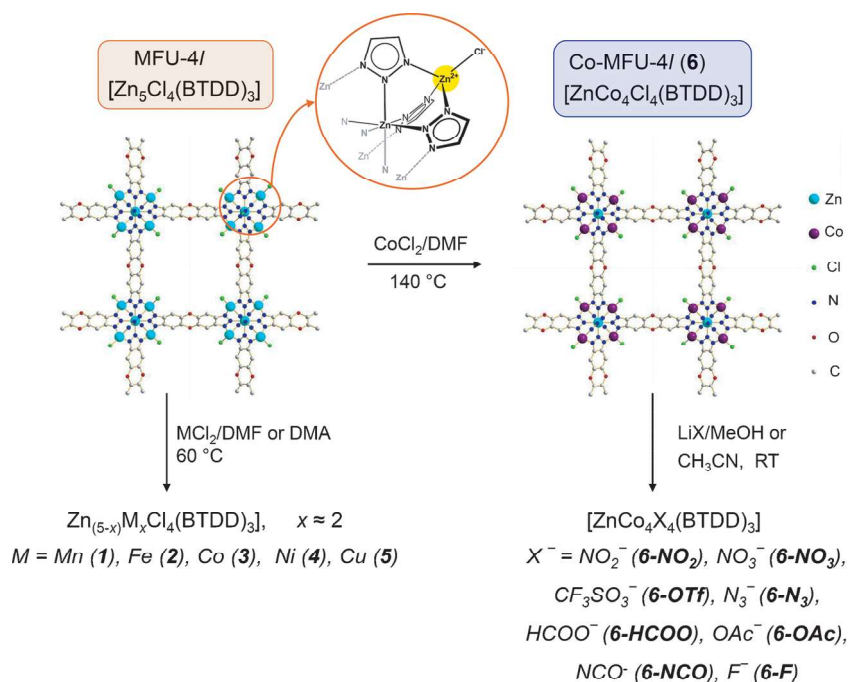 MFU-4l
[Zn5Cl4(BTDD)3]
N
N
N
Zn
Zn2+
Cl-
N
N
N
N
Zn
N
N
N
Zn
N
Zn
Co-MFU-4l (6)
[ZnCo4Cl4(BTDD)3]
CoCl2/DMF
140 °C
Zn
Co
Cl
N
O
C
MCl2/DMF or DMA
60 °C
LiX/MeOH or
CH3CN, RT
Zn(5-x)MxCl4(BTDD)3], x ≈ 2
M = Mn (1), Fe (2), Co (3), Ni (4), Cu (5)
[ZnCo4X4(BTDD)3]
X− = NO2− (6-NO2), NO3− (6-NO3),
CF3SO3− (6-OTf), N3− (6-N3),
HCOO− (6-HCOO), OAc− (6-OAc),
NCO- (6-NCO), F− (6-F)